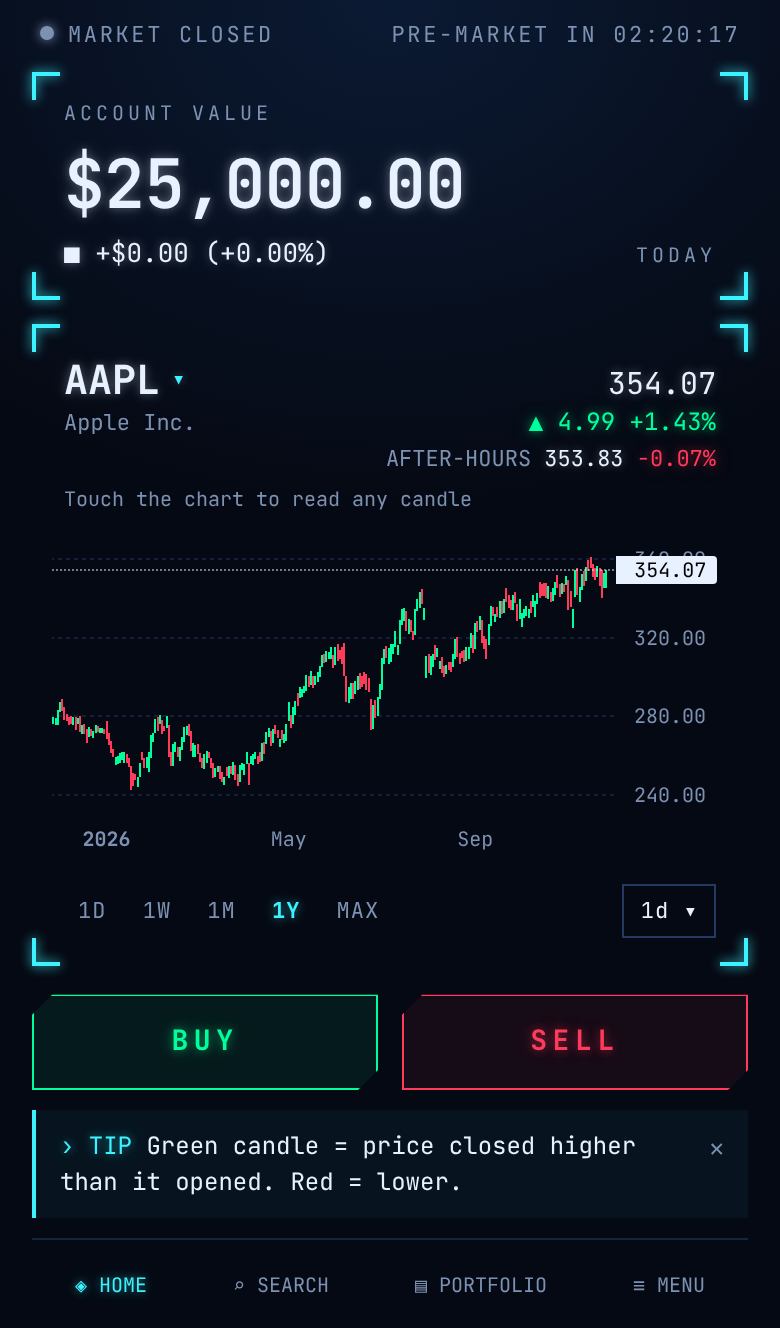 MARKET CLOSED PRE-MARKET IN 02:20:17
ACCOUNT VALUE
$25,000.00
■ +$0.00 (+0.00%) TODAY
AAPL ▼ 354.07
Apple Inc. ▲ 4.99 +1.43%
AFTER-HOURS 353.83 -0.07%
Touch the chart to read any candle
354.07
320.00
280.00
240.00
2026 May Sep
1D 1W 1M 1Y MAX 1d ▼
BUY SELL
› TIP Green candle = price closed higher ×
than it opened. Red = lower.
◈ HOME ⌕ SEARCH ▤ PORTFOLIO ≡ MENU